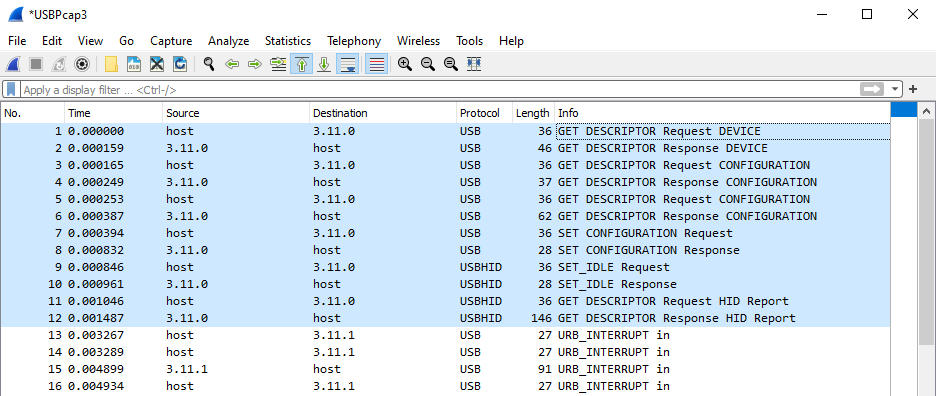 *USBPcap3
File Edit View Go Capture Analyze Statistics Telephony Wireless Tools Help
Apply a display filter ... <Ctrl-/>
No. Time Source Destination Protocol Length Info
1 0.000000 host 3.11.0 USB 36 GET DESCRIPTOR Request DEVICE
2 0.000159 3.11.0 host USB 46 GET DESCRIPTOR Response DEVICE
3 0.000165 host 3.11.0 USB 36 GET DESCRIPTOR Request CONFIGURATION
4 0.000249 3.11.0 host USB 37 GET DESCRIPTOR Response CONFIGURATION
5 0.000253 host 3.11.0 USB 36 GET DESCRIPTOR Request CONFIGURATION
6 0.000387 3.11.0 host USB 62 GET DESCRIPTOR Response CONFIGURATION
7 0.000394 host 3.11.0 USB 36 SET CONFIGURATION Request
8 0.000832 3.11.0 host USB 28 SET CONFIGURATION Response
9 0.000846 host 3.11.0 USBHID 36 SET_IDLE Request
10 0.000961 3.11.0 host USBHID 28 SET_IDLE Response
11 0.001046 host 3.11.0 USBHID 36 GET DESCRIPTOR Request HID Report
12 0.001487 3.11.0 host USBHID 146 GET DESCRIPTOR Response HID Report
13 0.003267 host 3.11.1 USB 27 URB_INTERRUPT in
14 0.003289 host 3.11.1 USB 27 URB_INTERRUPT in
15 0.004899 3.11.1 host USB 91 URB_INTERRUPT in
16 0.004934 host 3.11.1 USB 27 URB_INTERRUPT in